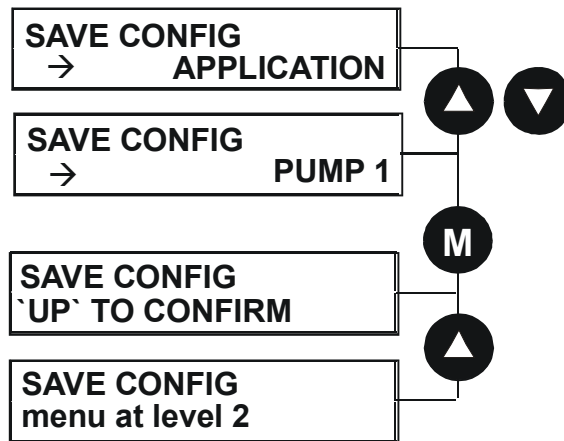 SAVE CONFIG
→ APPLICATION
SAVE CONFIG
→ PUMP 1
M
SAVE CONFIG
`UP` TO CONFIRM
SAVE CONFIG
menu at level 2